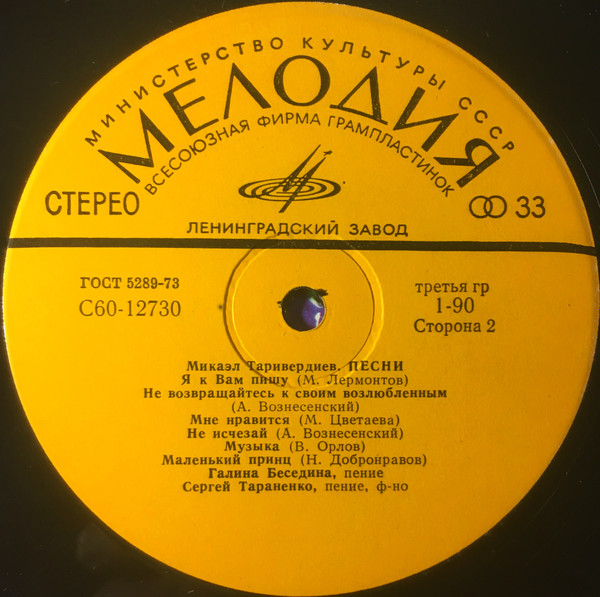 МИНИСТЕРСТВО КУЛЬТУРЫ СССР
МЕЛОДИЯ
ВСЕСОЮЗНАЯ ФИРМА ГРАМПЛАСТИНОК
СТЕРЕО
33
ЛЕНИНГРАДСКИЙ ЗАВОД
ГОСТ 5289-73
С60-12730
третья гр
1-90
Сторона 2
Микаэл Таривердиев. ПЕСНИ
Я к Вам пишу (М. Лермонтов)
Не возвращайтесь к своим возлюбленным
(А. Вознесенский)
Мне нравится (М. Цветаева)
Не исчезай (А. Вознесенский)
Музыка (В. Орлов)
Маленький принц (Н. Добронравов)
Галина Беседина, пение
Сергей Тараненко, пение, ф-но